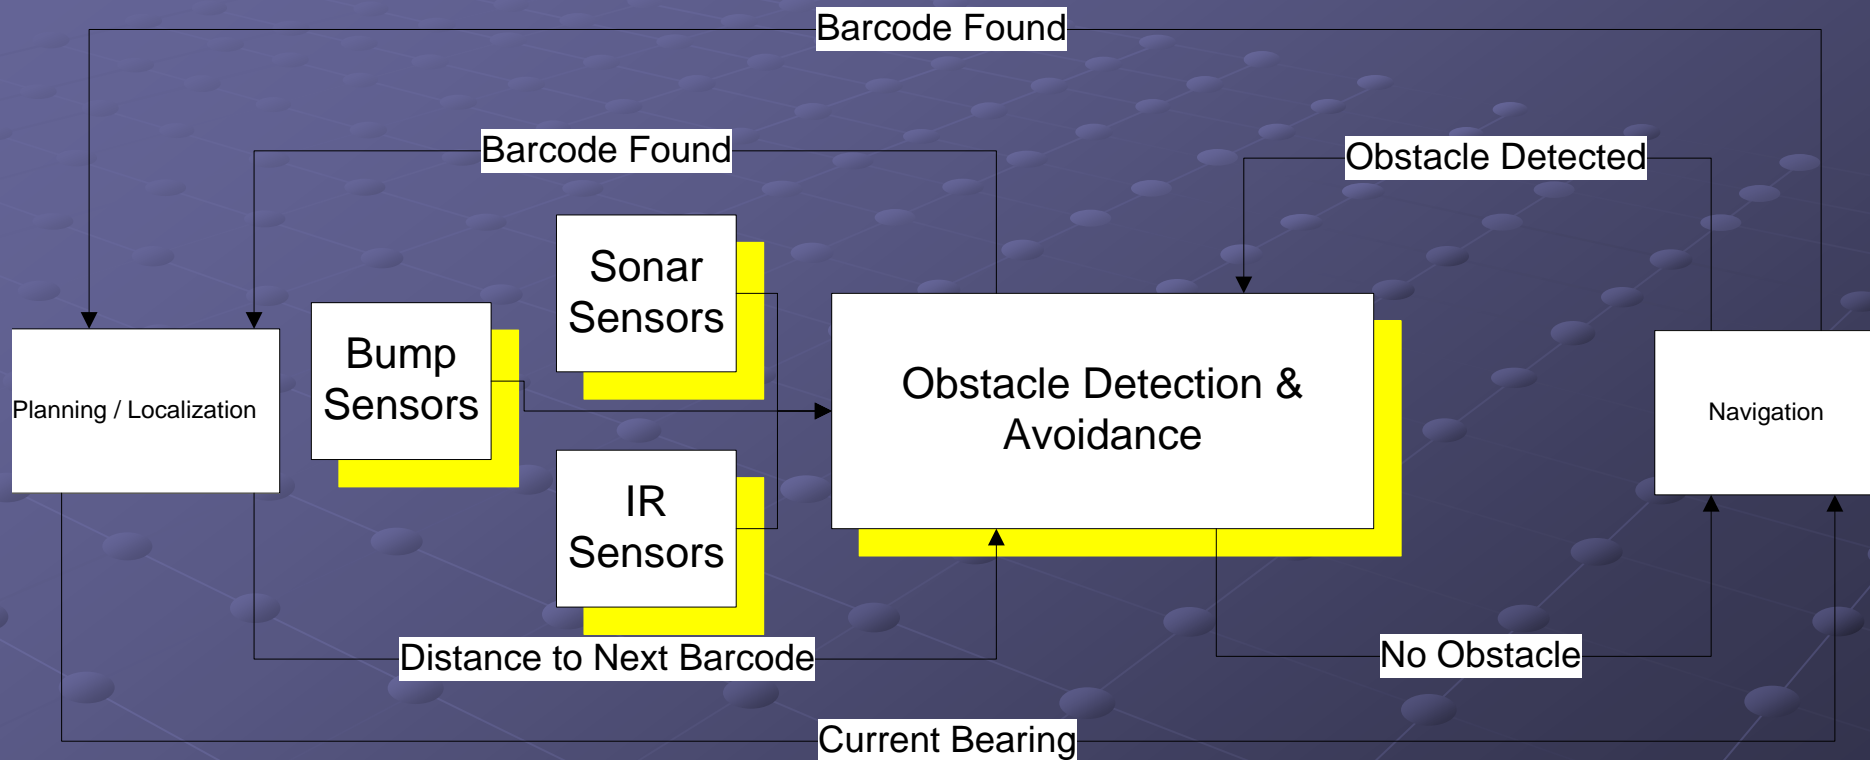 Barcode Found
Barcode Found
Obstacle Detected
Sonar
Sensors
Bump
Sensors
Planning / Localization
Obstacle Detection &
Avoidance
Navigation
IR
Sensors
Distance to Next Barcode
No Obstacle
Current Bearing